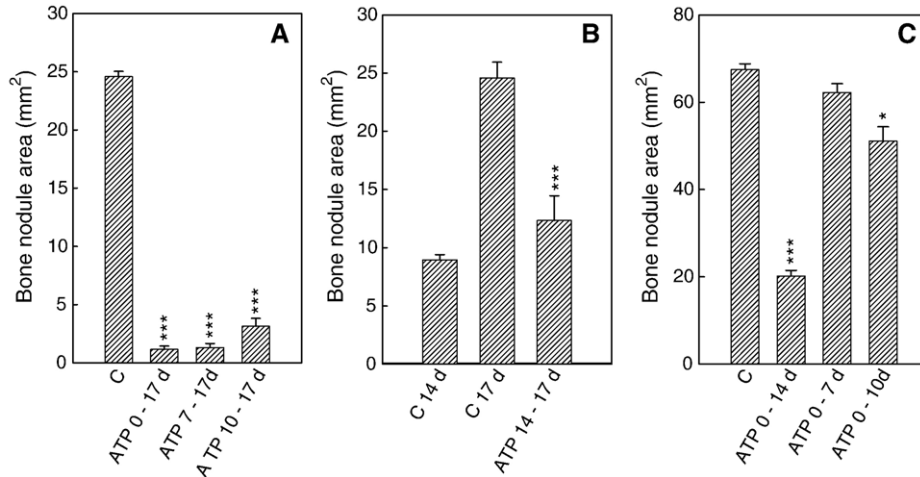 A
Bone nodule area (mm²)
30
25
20
15
10
5
0
***
***
***
C
ATP 0 - 17 d
ATP 7 - 17d
A TP 10 - 17 d
B
Bone nodule area (mm²)
30
25
20
15
10
5
0
***
C 14 d
C 17 d
ATP 14 - 17 d
C
Bone nodule area (mm²)
80
60
40
20
0
***
*
C
ATP 0 - 14 d
ATP 0 - 7 d
ATP 0 - 10d